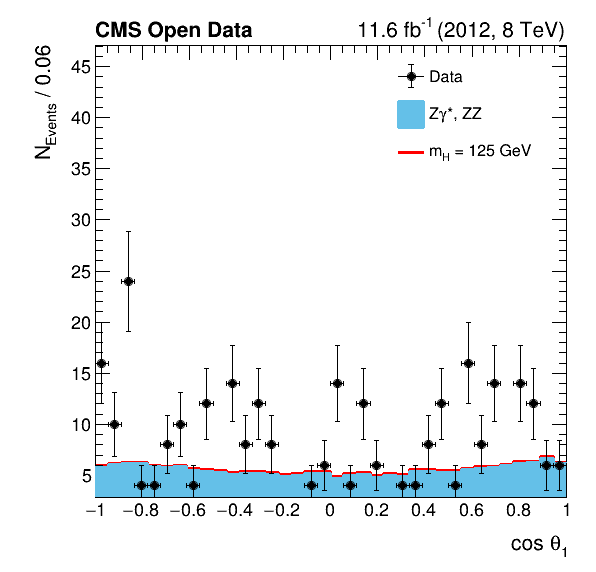 CMS Open Data
11.6 fb⁻¹ (2012, 8 TeV)
N_Events / 0.06
45
40
35
30
25
20
15
10
5
Data
Zγ*, ZZ
m_H = 125 GeV
−1 −0.8 −0.6 −0.4 −0.2 0 0.2 0.4 0.6 0.8 1
cos θ₁